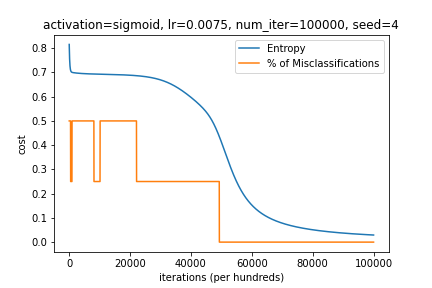 activation=sigmoid, lr=0.0075, num_iter=100000, seed=4
Entropy
% of Misclassifications
cost
0.8
0.7
0.6
0.5
0.4
0.3
0.2
0.1
0.0
0 20000 40000 60000 80000 100000
iterations (per hundreds)